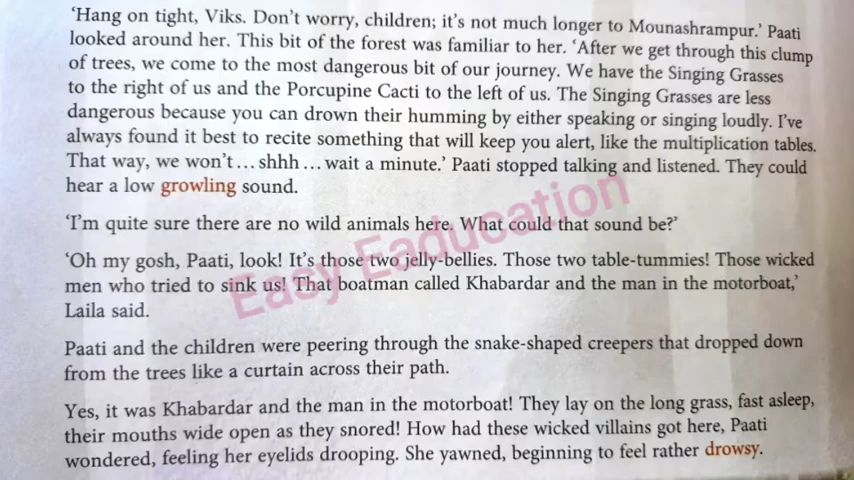 ‘Hang on tight, Viks. Don’t worry, children; it’s not much longer to Mounashrampur.’ Paati
looked around her. This bit of the forest was familiar to her. ‘After we get through this clump
of trees, we come to the most dangerous bit of our journey. We have the Singing Grasses
to the right of us and the Porcupine Cacti to the left of us. The Singing Grasses are less
dangerous because you can drown their humming by either speaking or singing loudly. I’ve
always found it best to recite something that will keep you alert, like the multiplication tables.
That way, we won’t ... shhh ... wait a minute.’ Paati stopped talking and listened. They could
hear a low growling sound.
‘I’m quite sure there are no wild animals here. What could that sound be?’
‘Oh my gosh, Paati, look! It’s those two jelly-bellies. Those two table-tummies! Those wicked
men who tried to sink us! That boatman called Khabardar and the man in the motorboat,’
Laila said.
Paati and the children were peering through the snake-shaped creepers that dropped down
from the trees like a curtain across their path.
Yes, it was Khabardar and the man in the motorboat! They lay on the long grass, fast asleep,
their mouths wide open as they snored! How had these wicked villains got here, Paati
wondered, feeling her eyelids drooping. She yawned, beginning to feel rather drowsy.
Easy Eaducation